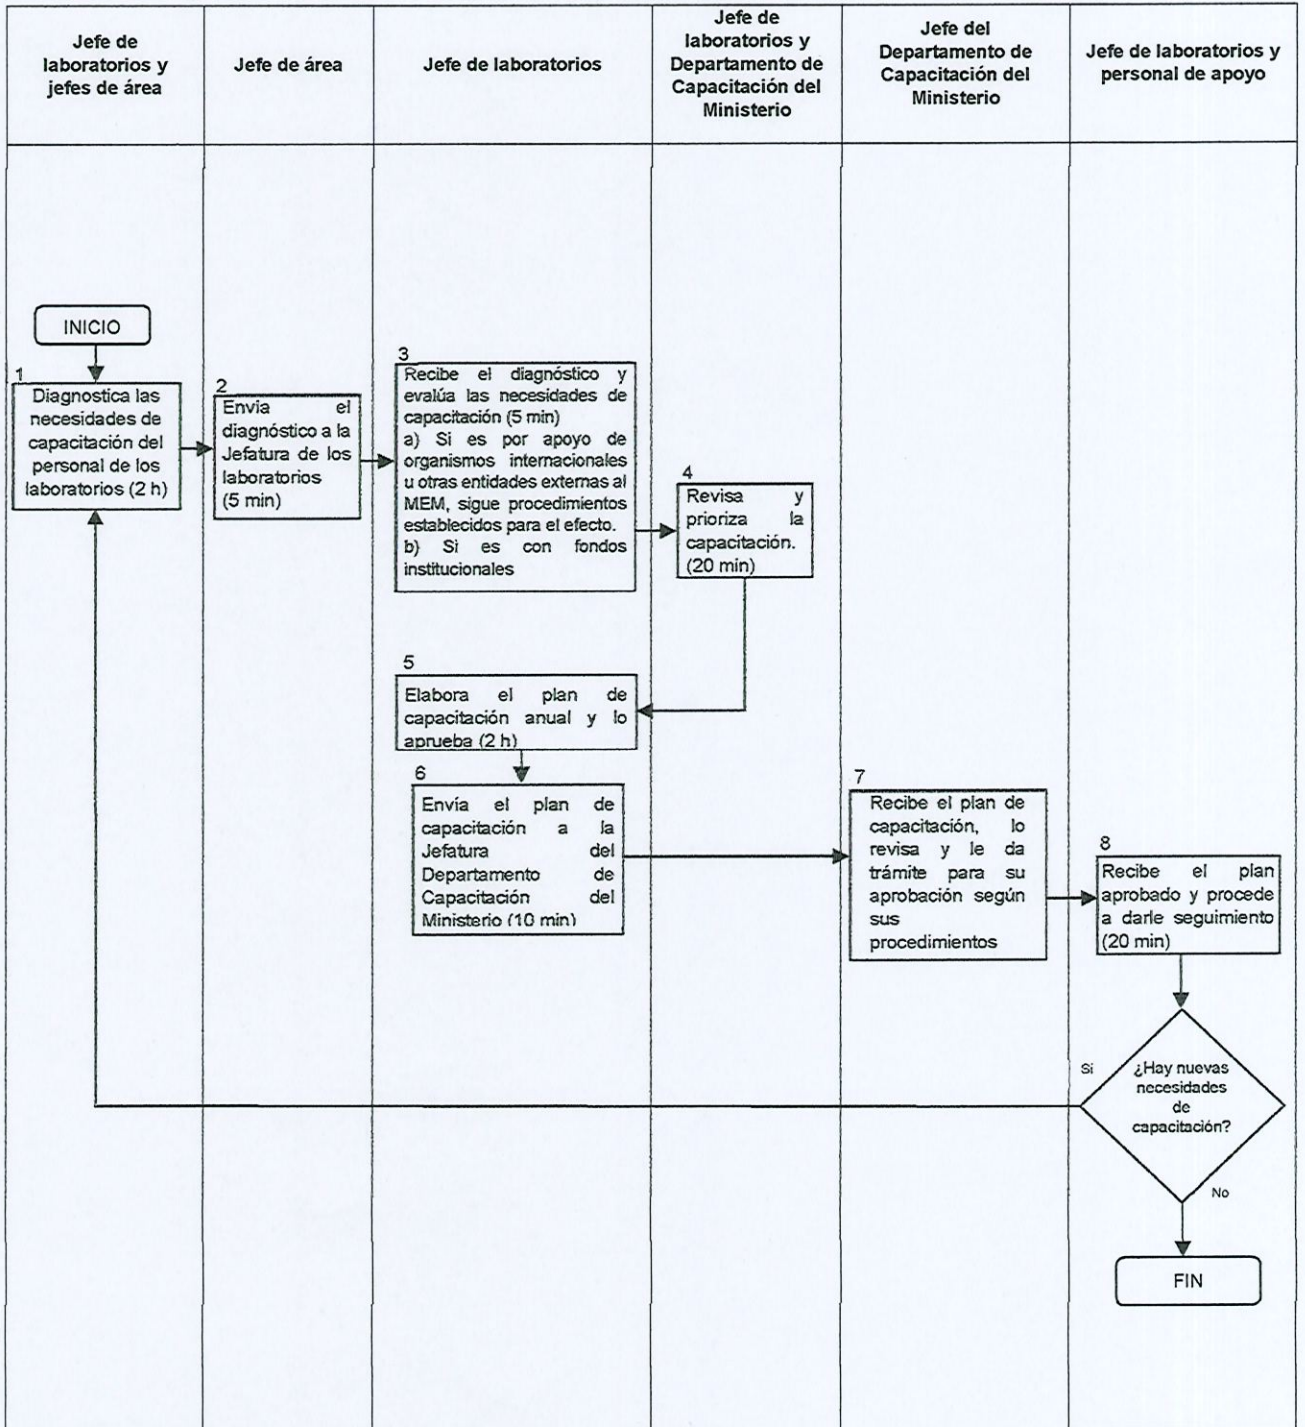 Jefe de
laboratorios y
jefes de área
Jefe de área
Jefe de laboratorios
Jefe de
laboratorios y
Departamento de
Capacitación del
Ministerio
Jefe del
Departamento de
Capacitación del
Ministerio
Jefe de laboratorios y
personal de apoyo
INICIO
1
Diagnostica las
necesidades de
capacitación del
personal de los
laboratorios (2 h)
2
Envía el
diagnóstico a la
Jefatura de los
laboratorios
(5 min)
3
Recibe el diagnóstico y
evalúa las necesidades de
capacitación (5 min)
a) Si es por apoyo de
organismos internacionales
u otras entidades externas al
MEM, sigue procedimientos
establecidos para el efecto.
b) Si es con fondos
institucionales
4
Revisa y
prioriza la
capacitación.
(20 min)
5
Elabora el plan de
capacitación anual y lo
aprueba (2 h)
6
Envía el plan de
capacitación a la
Jefatura del
Departamento de
Capacitación del
Ministerio (10 min)
7
Recibe el plan de
capacitación, lo
revisa y le da
trámite para su
aprobación según
sus
procedimientos
8
Recibe el plan
aprobado y procede
a darle seguimiento
(20 min)
Si
¿Hay nuevas
necesidades
de
capacitación?
No
FIN